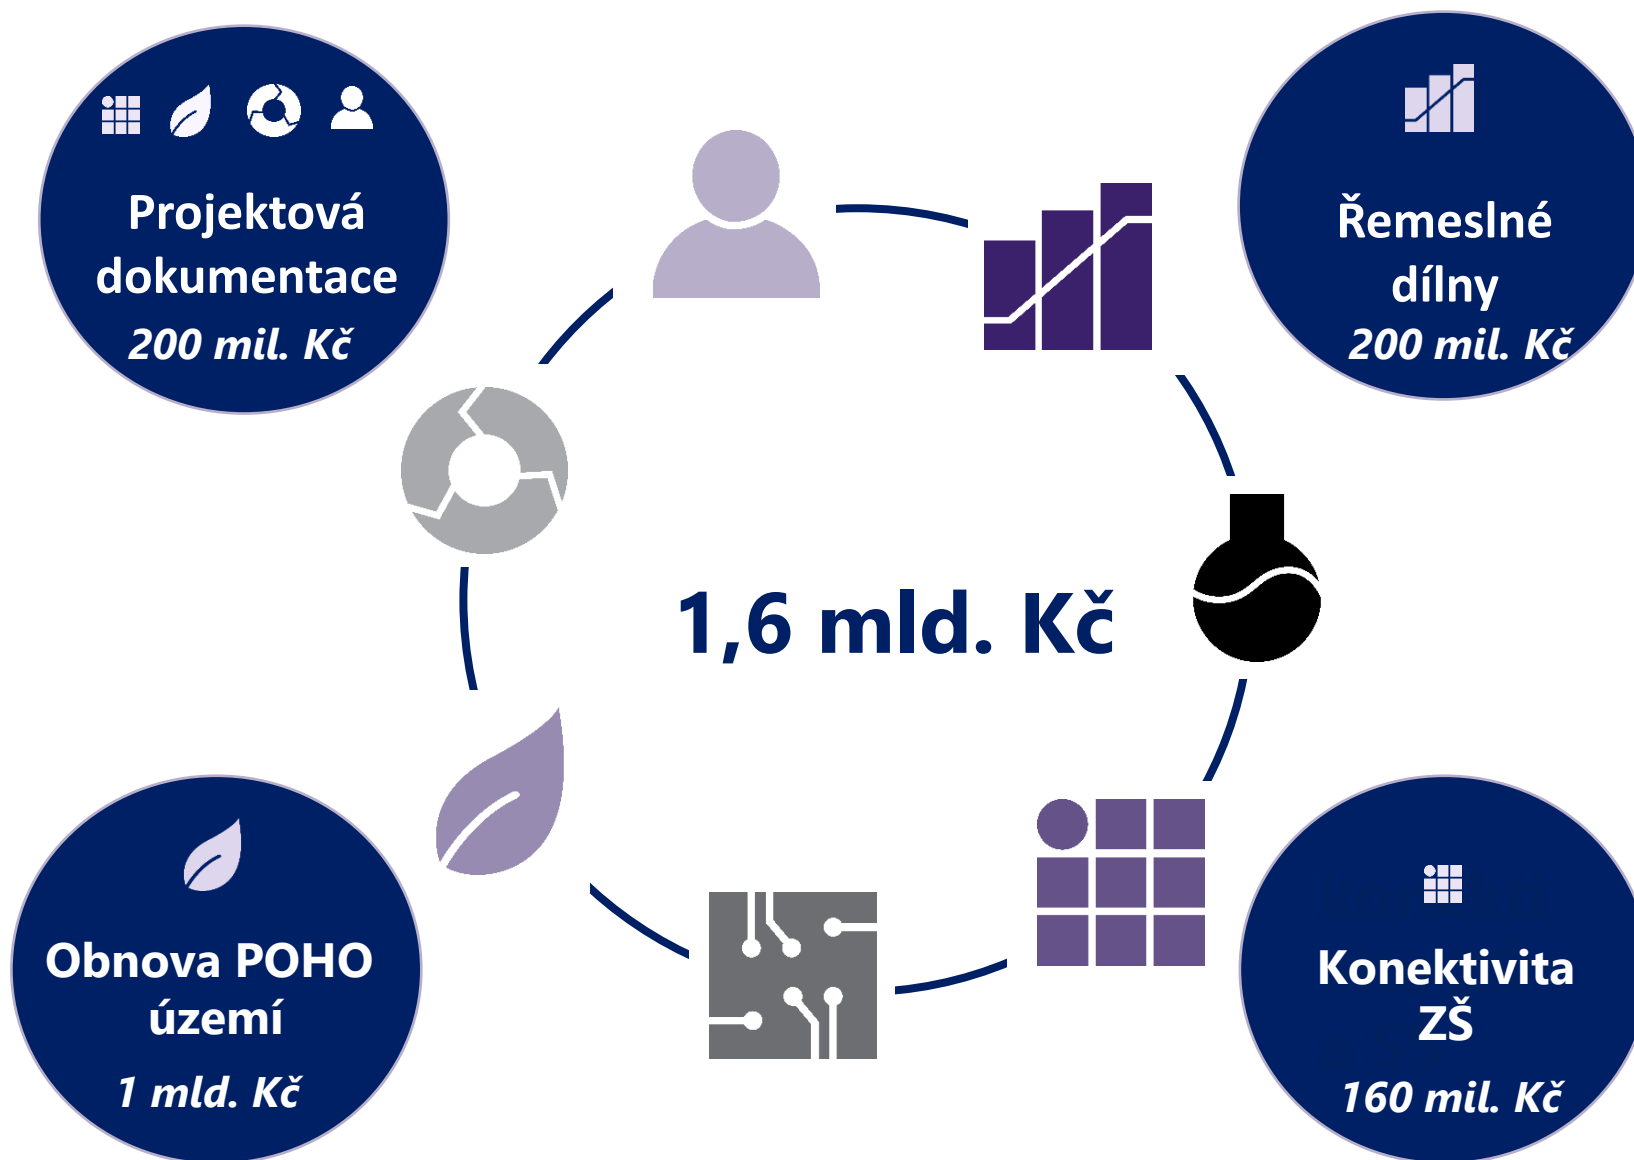 Projektová
dokumentace
200 mil. Kč
Řemeslné
dílny
200 mil. Kč
1,6 mld. Kč
Obnova POHO
území
1 mld. Kč
Konektivita
ZŠ
160 mil. Kč